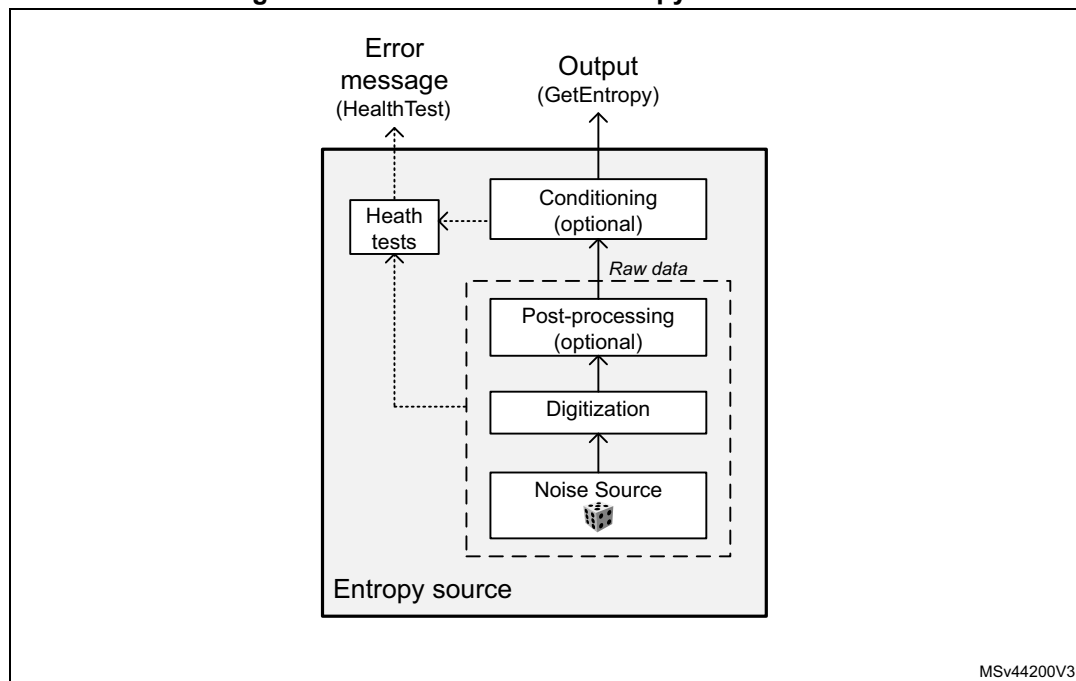 Error
message
(HealthTest)
Output
(GetEntropy)
Conditioning
(optional)
Heath
tests
Raw data
Post-processing
(optional)
Digitization
Noise Source
Entropy source
MSv44200V3